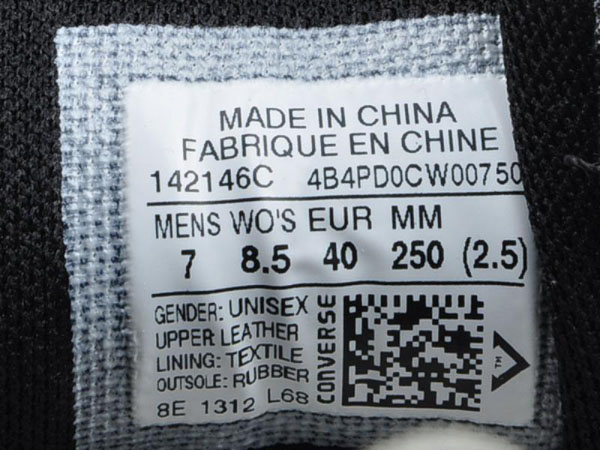 MADE IN CHINA
FABRIQUE EN CHINE
142146C 4B4PD0CW00750
MENS WO'S EUR MM
7 8.5 40 250 (2.5)
GENDER: UNISEX
UPPER LEATHER
LINING: TEXTILE
OUTSOLE: RUBBER
8E 1312 L68
CONVERSE
TM